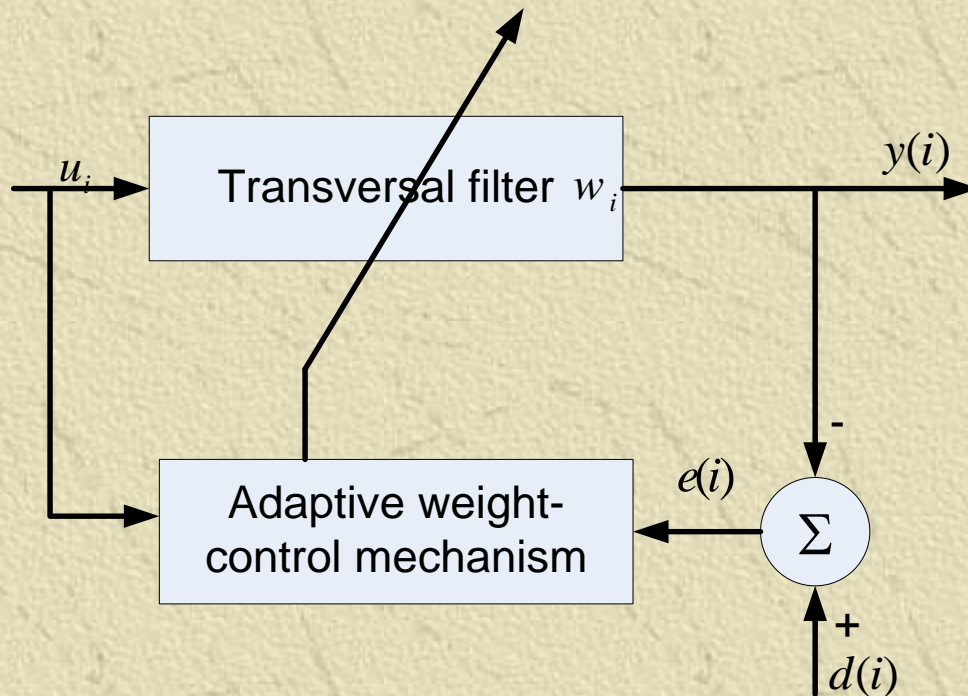 u_i
Transversal filter w_i
y(i)
-
Adaptive weight-
control mechanism
e(i)
Σ
+
d(i)